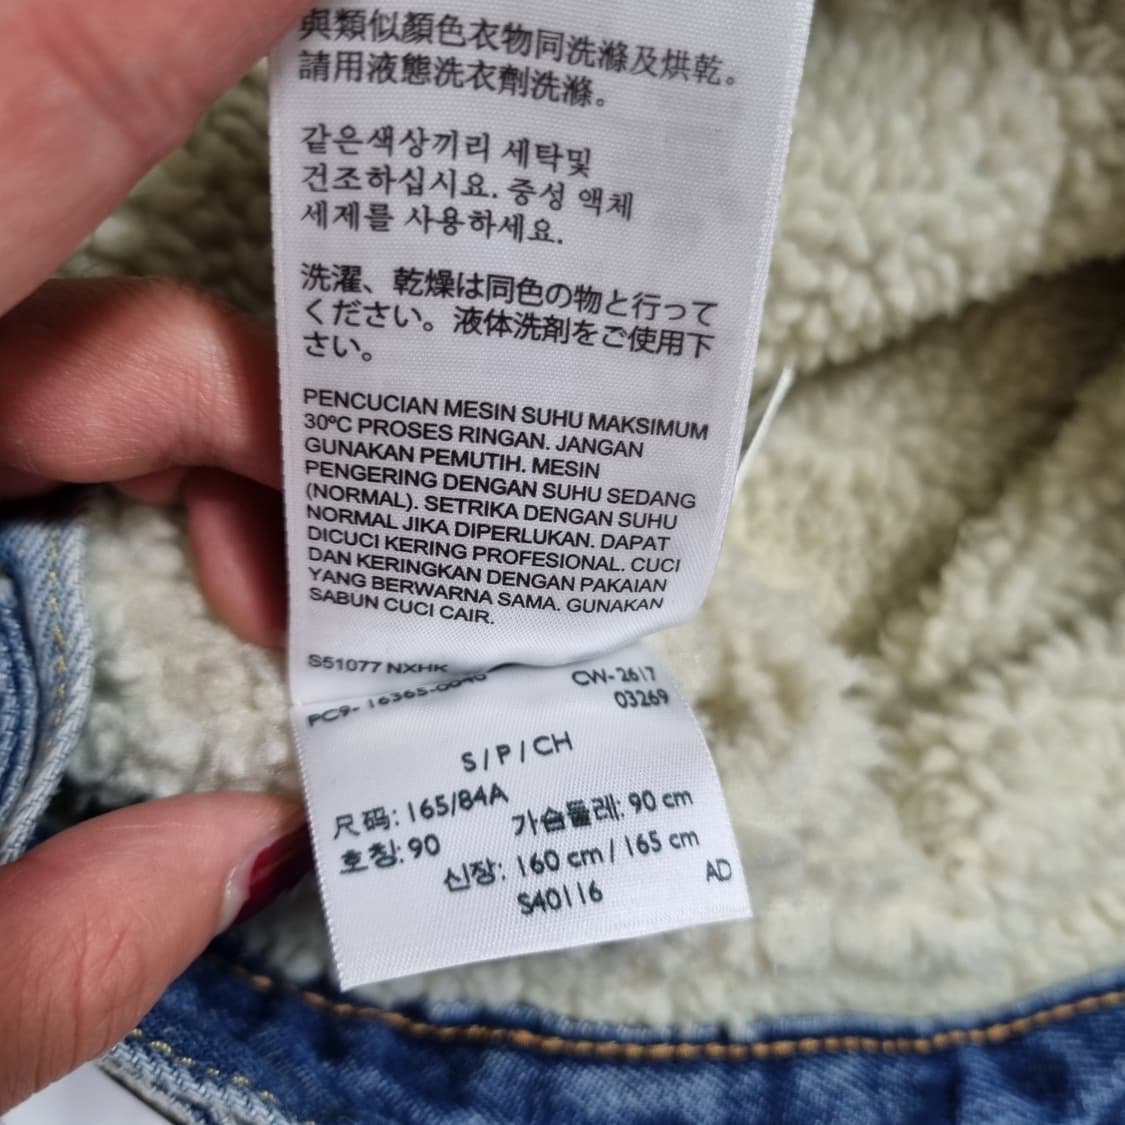 與類似顏色衣物同洗滌及烘乾。
請用液態洗衣劑洗滌。
같은색상끼리 세탁및
건조하십시요. 중성 액체
세제를 사용하세요.
洗濯、乾燥は同色の物と行って
ください。液体洗剤をご使用下
さい。
PENCUCIAN MESIN SUHU MAKSIMUM
30ºC PROSES RINGAN. JANGAN
GUNAKAN PEMUTIH. MESIN
PENGERING DENGAN SUHU SEDANG
(NORMAL). SETRIKA DENGAN SUHU
NORMAL JIKA DIPERLUKAN. DAPAT
DICUCI KERING PROFESIONAL. CUCI
DAN KERINGKAN DENGAN PAKAIAN
YANG BERWARNA SAMA. GUNAKAN
SABUN CUCI CAIR.
S51077 NXHK
PC9-16365-0040
CW-2617
03269
S/P/CH
尺码: 165/84A
가슴둘레: 90 cm
호칭: 90
신장: 160 cm / 165 cm
S40116
AD